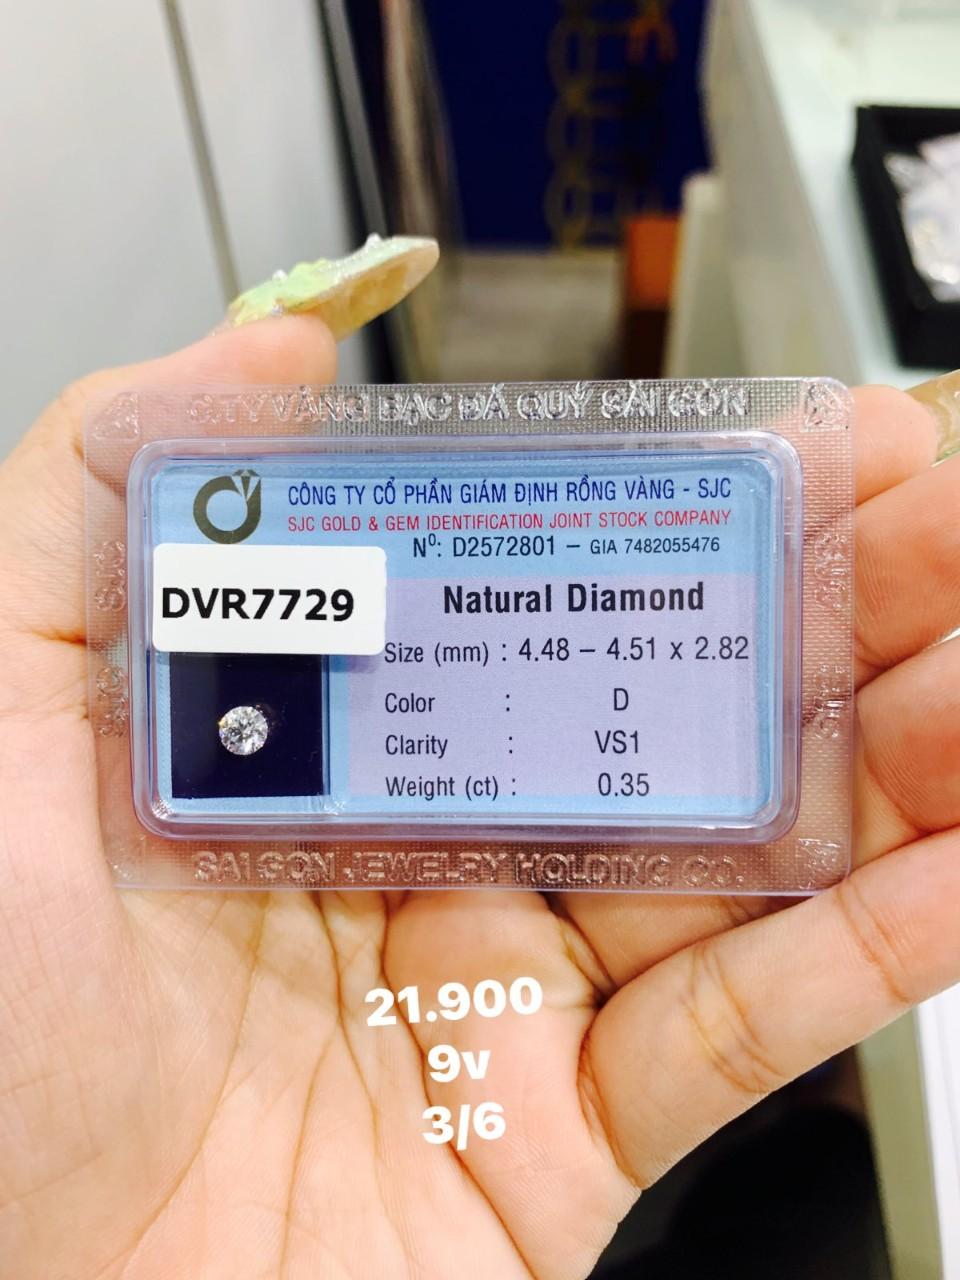 C.TY VÀNG BẠC ĐÁ QUÝ SÀI GÒN
CÔNG TY CỔ PHẦN GIÁM ĐỊNH RỒNG VÀNG - SJC
SJC GOLD & GEM IDENTIFICATION JOINT STOCK COMPANY
Nº: D2572801 – GIA 7482055476
DVR7729
Natural Diamond
Size (mm) : 4.48 – 4.51 x 2.82
Color : D
Clarity : VS1
Weight (ct) : 0.35
SAI GON JEWELRY HOLDING CO.
21.900
9v
3/6